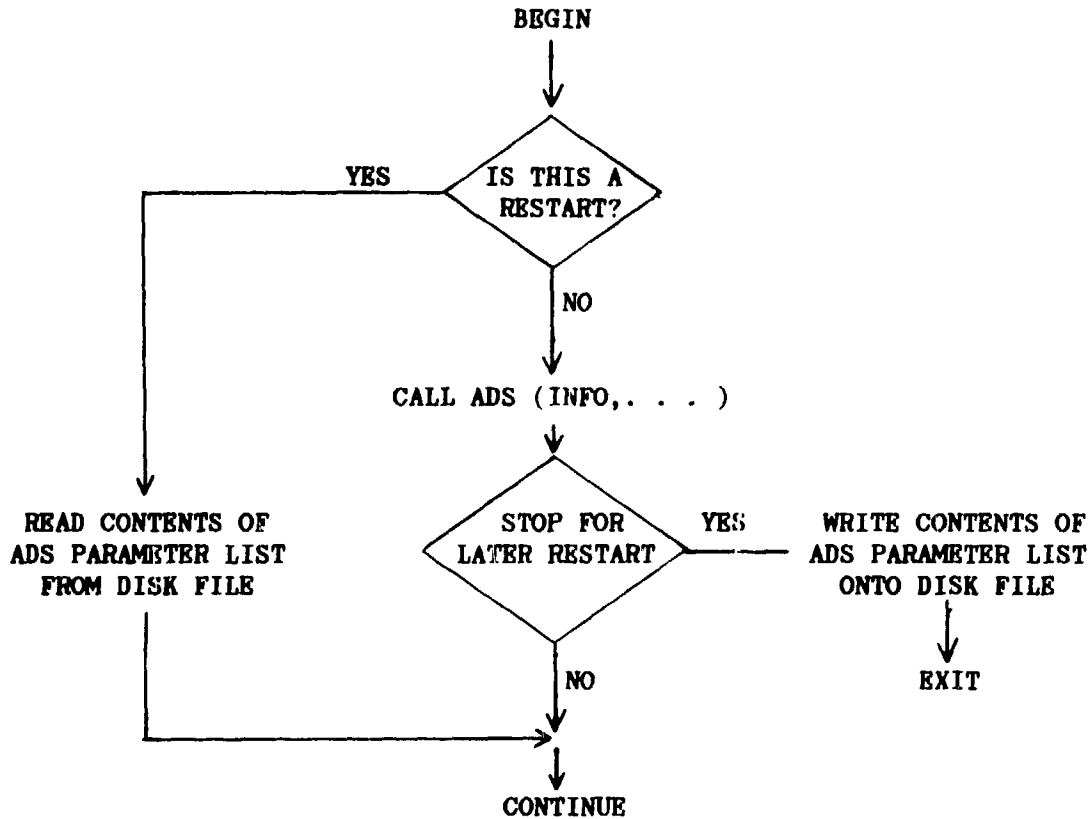 BEGIN
YES
IS THIS A
RESTART?
NO
CALL ADS (INFO,. . . )
READ CONTENTS OF
ADS PARAMETER LIST
FROM DISK FILE
STOP FOR
LATER RESTART
YES
WRITE CONTENTS OF
ADS PARAMETER LIST
ONTO DISK FILE
NO
EXIT
CONTINUE